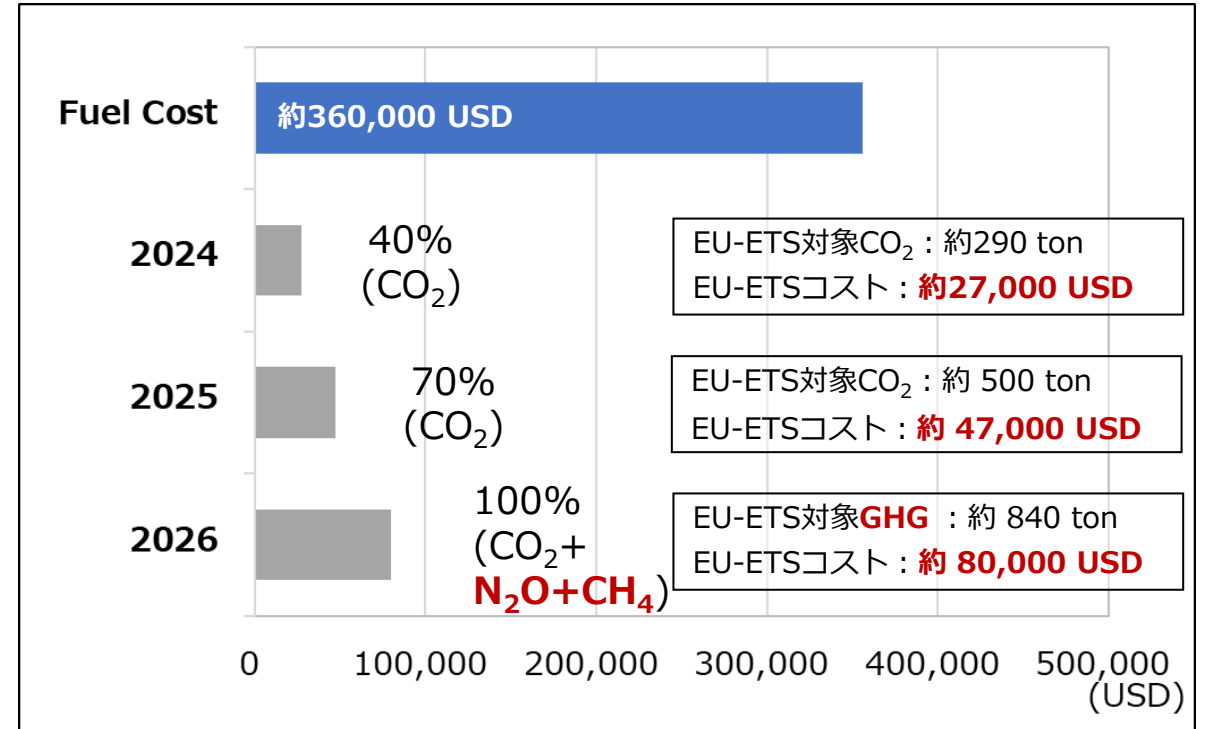 Fuel Cost
約360,000 USD
2024
40%
(CO₂)
EU-ETS対象CO₂：約290 ton
EU-ETSコスト：約27,000 USD
2025
70%
(CO₂)
EU-ETS対象CO₂：約 500 ton
EU-ETSコスト：約 47,000 USD
2026
100%
(CO₂+
N₂O+CH₄)
EU-ETS対象GHG ：約 840 ton
EU-ETSコスト：約 80,000 USD
0 100,000 200,000 300,000 400,000 500,000
(USD)